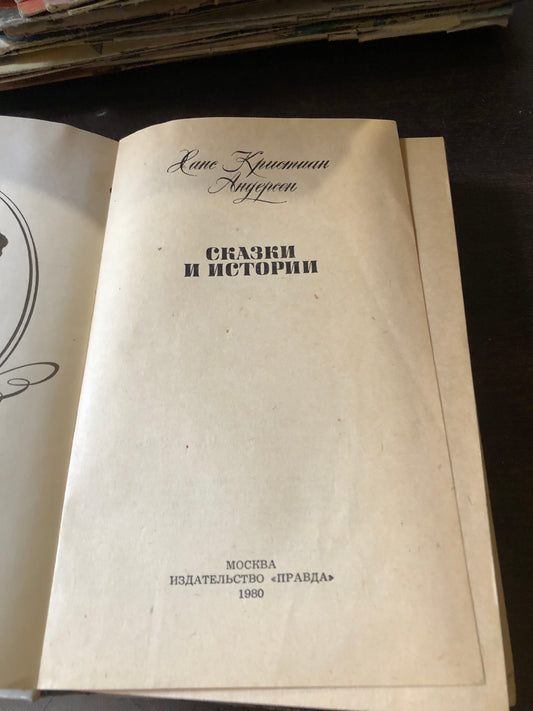 Ханс Кристиан
Андерсен
СКАЗКИ
И ИСТОРИИ
МОСКВА
ИЗДАТЕЛЬСТВО «ПРАВДА»
1980